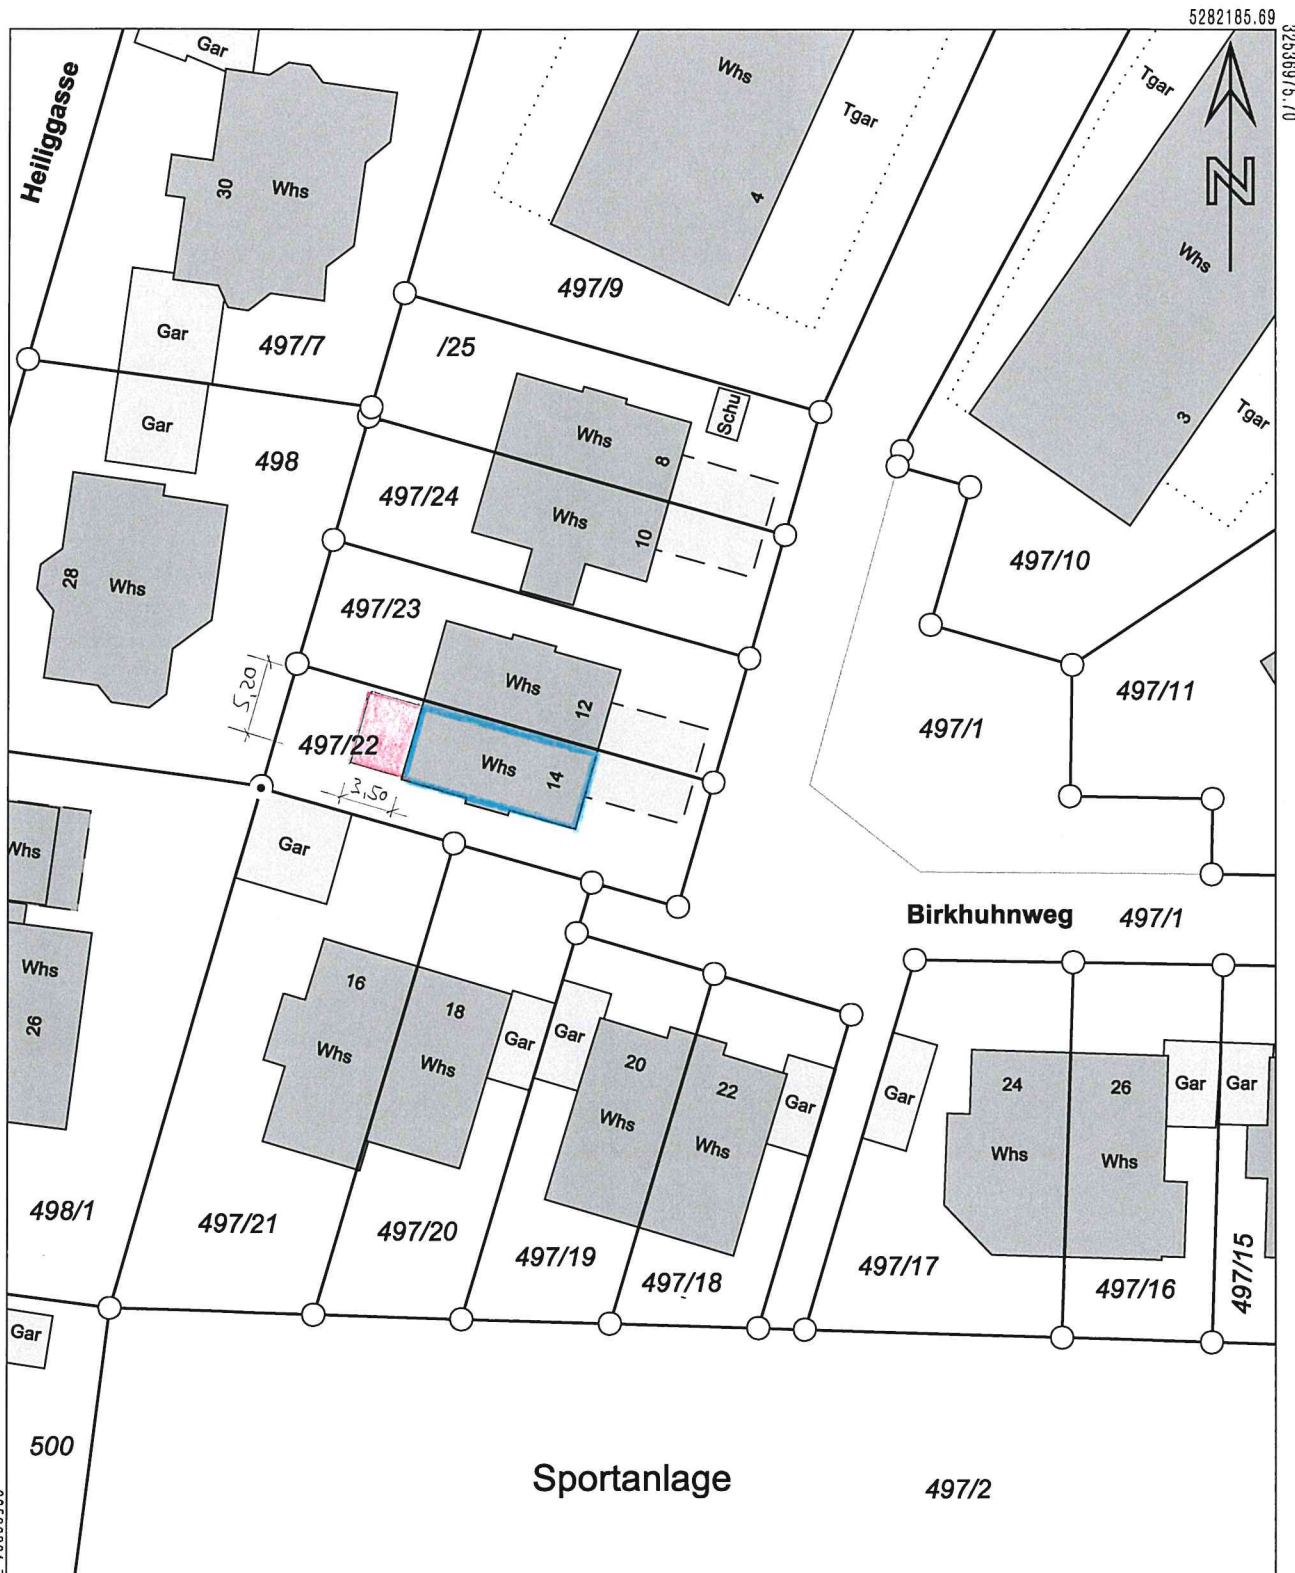 5282185.69
32536975.70
Gar
Heiliggasse
30
Whs
Whs
Tgar
4
Tgar
N
Whs
497/9
Gar
497/7
/25
Schu
3
Tgar
Gar
498
Whs
8
497/24
Whs
10
497/10
28
Whs
497/23
5,20
Whs
12
497/11
497/22
Whs
14
497/1
3,50
Whs
Gar
Birkhuhnweg
497/1
Whs
26
16
Whs
18
Whs
Gar
Gar
20
Whs
22
Whs
Gar
Gar
24
Whs
26
Whs
Gar
Gar
498/1
497/21
497/20
497/19
497/18
497/17
497/16
497/15
Gar
500
Sportanlage
497/2